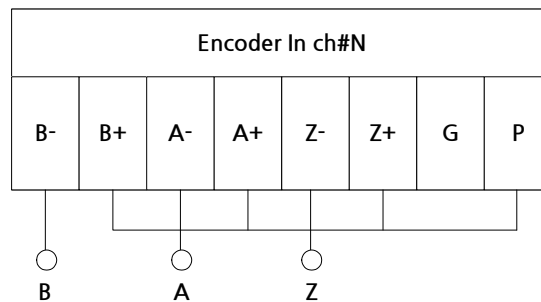 Encoder In ch#N
B- B+ A- A+ Z- Z+ G P
B A Z